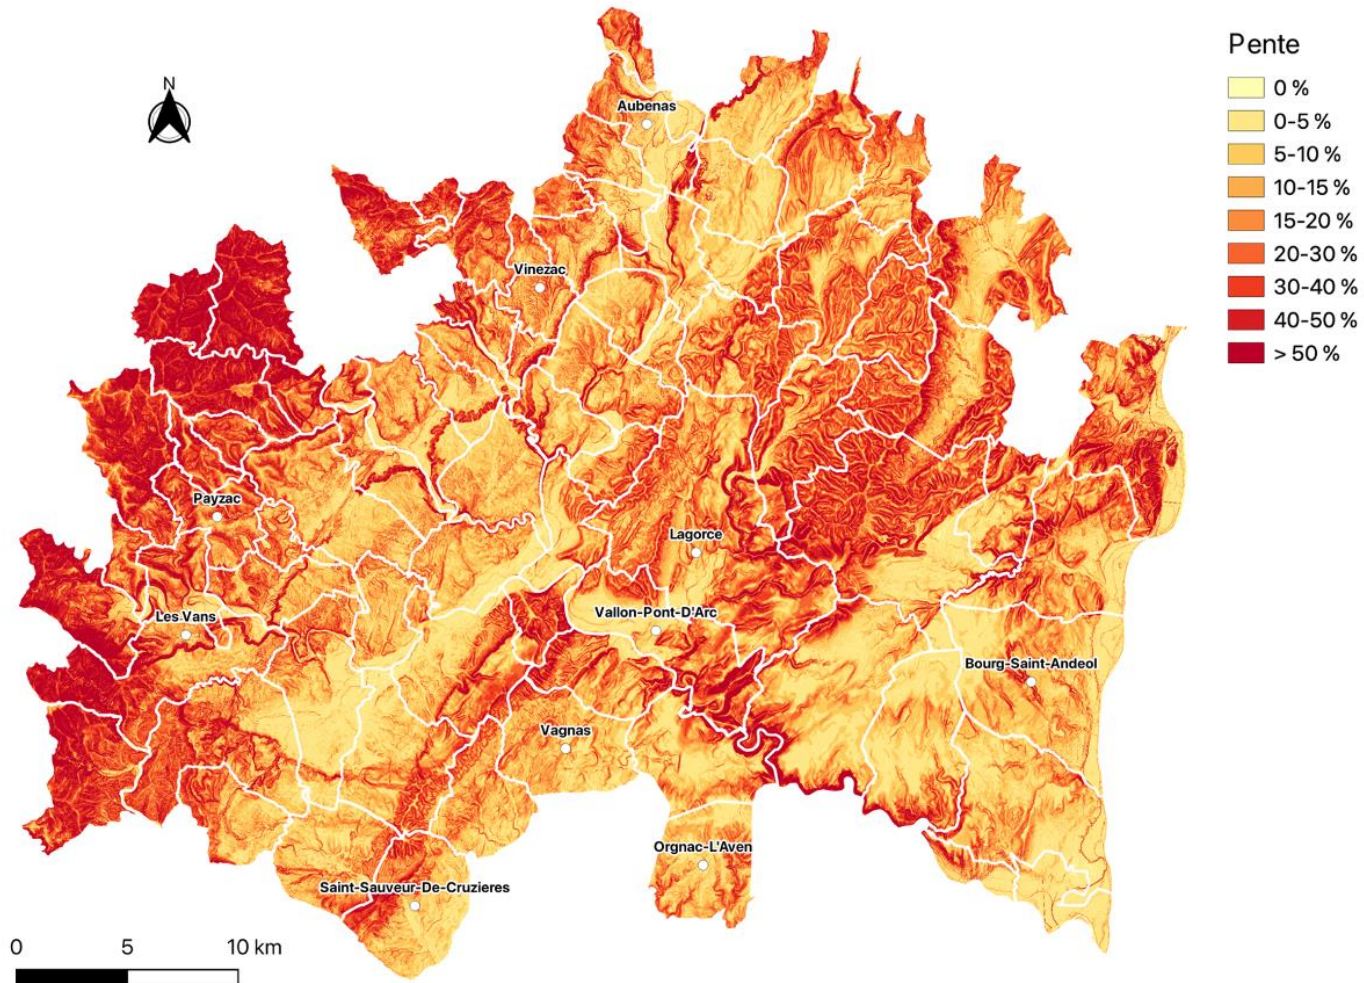 N
Pente
0 %
0-5 %
5-10 %
10-15 %
15-20 %
20-30 %
30-40 %
40-50 %
> 50 %
Aubenas
Vinezac
Payzac
Lagorce
Les Vans
Vallon-Pont-D'Arc
Bourg-Saint-Andeol
Vagnas
Orgnac-L'Aven
Saint-Sauveur-De-Cruzieres
0 5 10 km